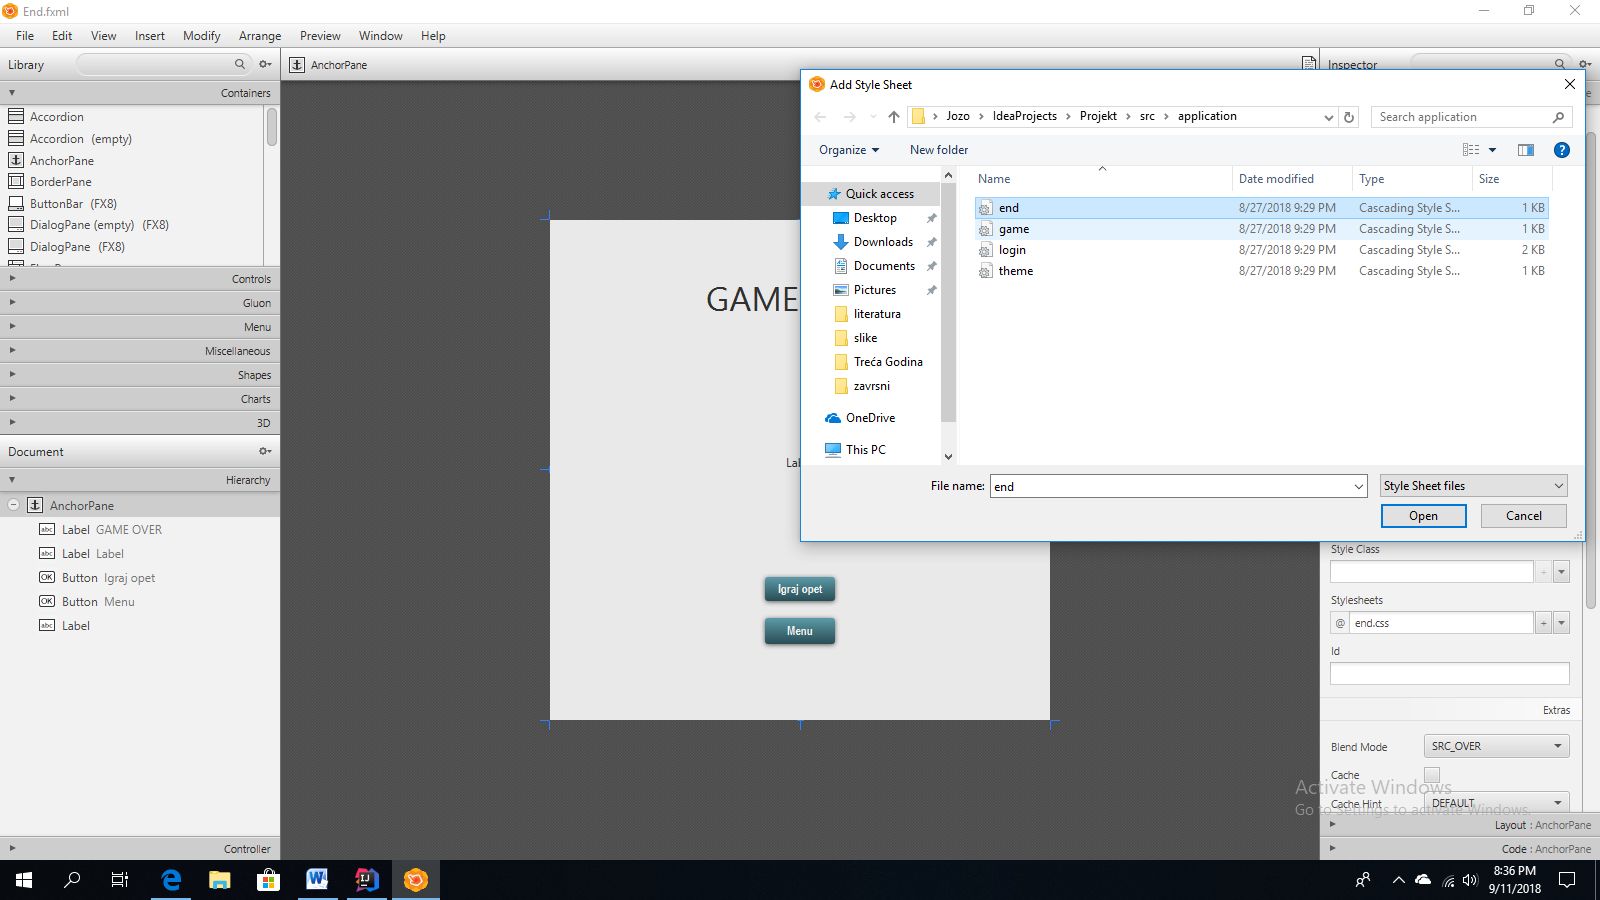 End.fxml
File Edit View Insert Modify Arrange Preview Window Help
Library
AnchorPane
Inspector
Containers
Accordion
Accordion (empty)
AnchorPane
BorderPane
ButtonBar (FX8)
DialogPane (empty) (FX8)
DialogPane (FX8)
Controls
Gluon
Menu
Miscellaneous
Shapes
Charts
3D
Document
Hierarchy
AnchorPane
abc Label GAME OVER
abc Label Label
OK Button Igraj opet
OK Button Menu
abc Label
Controller
GAME
Igraj opet
Menu
Add Style Sheet
Jozo > IdeaProjects > Projekt > src > application
Search application
Organize New folder
Quick access
Desktop
Downloads
Documents
Pictures
literatura
slike
Treća Godina
zavrsni
OneDrive
This PC
Name Date modified Type Size
end 8/27/2018 9:29 PM Cascading Style S... 1 KB
game 8/27/2018 9:29 PM Cascading Style S... 1 KB
login 8/27/2018 9:29 PM Cascading Style S... 2 KB
theme 8/27/2018 9:29 PM Cascading Style S... 1 KB
File name: end Style Sheet files
Open Cancel
Style Class
Stylesheets
@ end.css
Id
Extras
Blend Mode SRC_OVER
Cache
Cache Hint DEFAULT
Activate Windows
Go to Settings to activate Windows.
Layout : AnchorPane
Code : AnchorPane
8:36 PM
9/11/2018